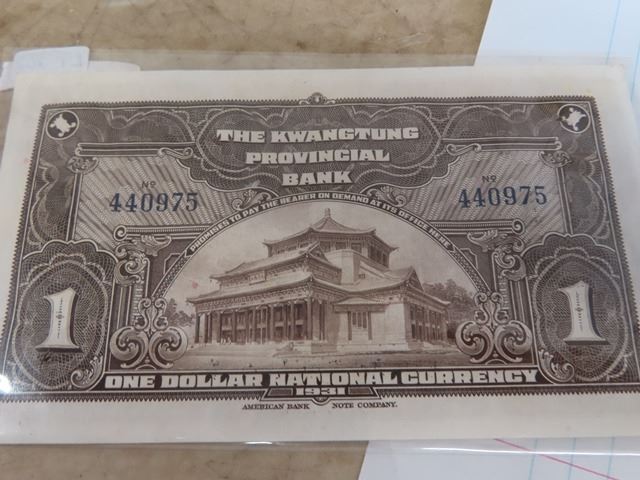 THE KWANGTUNG
PROVINCIAL
BANK
Nº
440975
Nº
440975
PROMISES TO PAY THE BEARER ON DEMAND AT ITS OFFICE HERE
1
1
ONE DOLLAR NATIONAL CURRENCY
1931
AMERICAN BANK NOTE COMPANY.